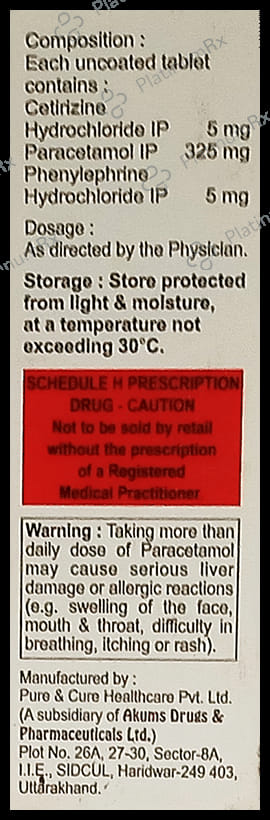 Composition :
Each uncoated tablet
contains :
Cetirizine
Hydrochloride IP 5 mg
Paracetamol IP 325 mg
Phenylephrine
Hydrochloride IP 5 mg
Dosage :
As directed by the Physician.
Storage : Store protected
from light & moisture,
at a temperature not
exceeding 30°C.
SCHEDULE H PRESCRIPTION
DRUG - CAUTION
Not to be sold by retail
without the prescription
of a Registered
Medical Practitioner
Warning : Taking more than
daily dose of Paracetamol
may cause serious liver
damage or allergic reactions
(e.g. swelling of the face,
mouth & throat, difficulty in
breathing, itching or rash).
Manufactured by :
Pure & Cure Healthcare Pvt. Ltd.
(A subsidiary of Akums Drugs &
Pharmaceuticals Ltd.)
Plot No. 26A, 27-30, Sector-8A,
I.I.E., SIDCUL, Haridwar-249 403,
Uttarakhand.